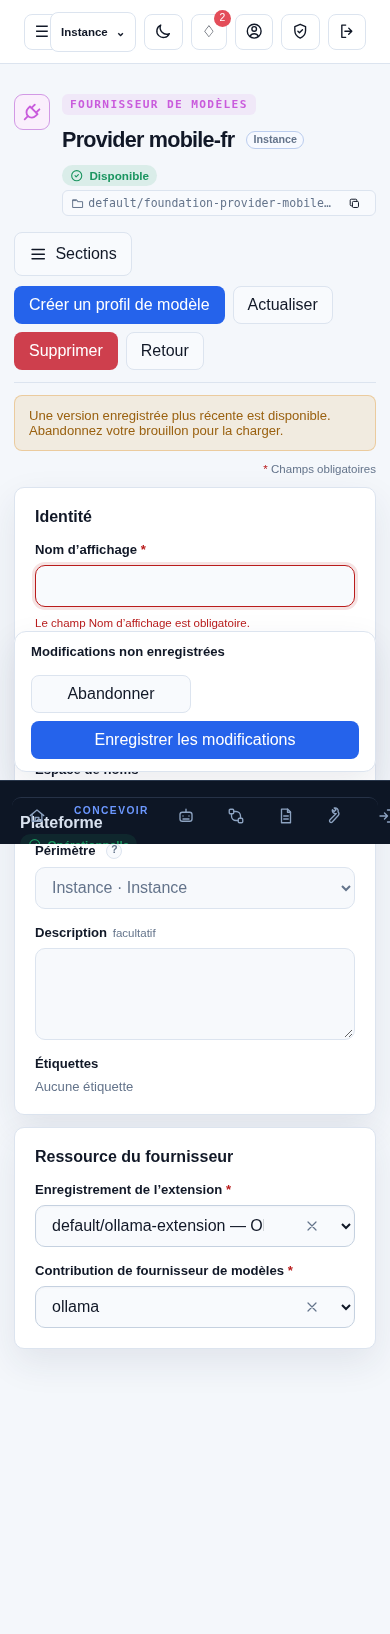 Instance
2
FOURNISSEUR DE MODÈLES
Provider mobile-fr Instance
Disponible
default/foundation-provider-mobile…
Sections
Créer un profil de modèle Actualiser
Supprimer Retour
Une version enregistrée plus récente est disponible.
Abandonnez votre brouillon pour la charger.
* Champs obligatoires
Identité
Nom d’affichage *
Le champ Nom d’affichage est obligatoire.
Modifications non enregistrées
Abandonner
Enregistrer les modifications
Espace de noms
CONCEVOIR
Plateforme
Opérationnelle
Périmètre ?
Instance · Instance
Description facultatif
Étiquettes
Aucune étiquette
Ressource du fournisseur
Enregistrement de l’extension *
default/ollama-extension — O
Contribution de fournisseur de modèles *
ollama